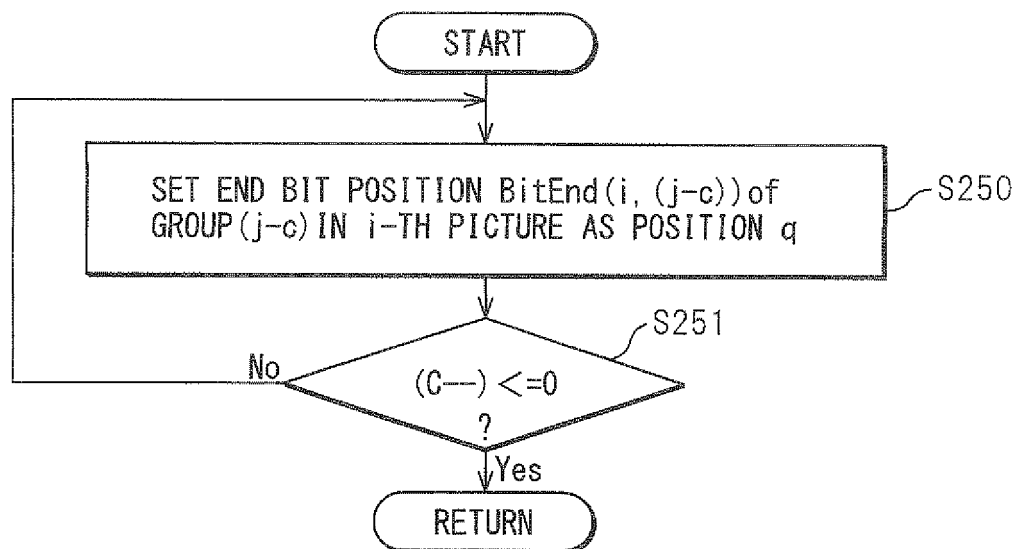 START
SET END BIT POSITION BitEnd(i,(j-c))of
GROUP(j-c)IN i-TH PICTURE AS POSITION q
S250
S251
No
(C--)<=0
?
Yes
RETURN